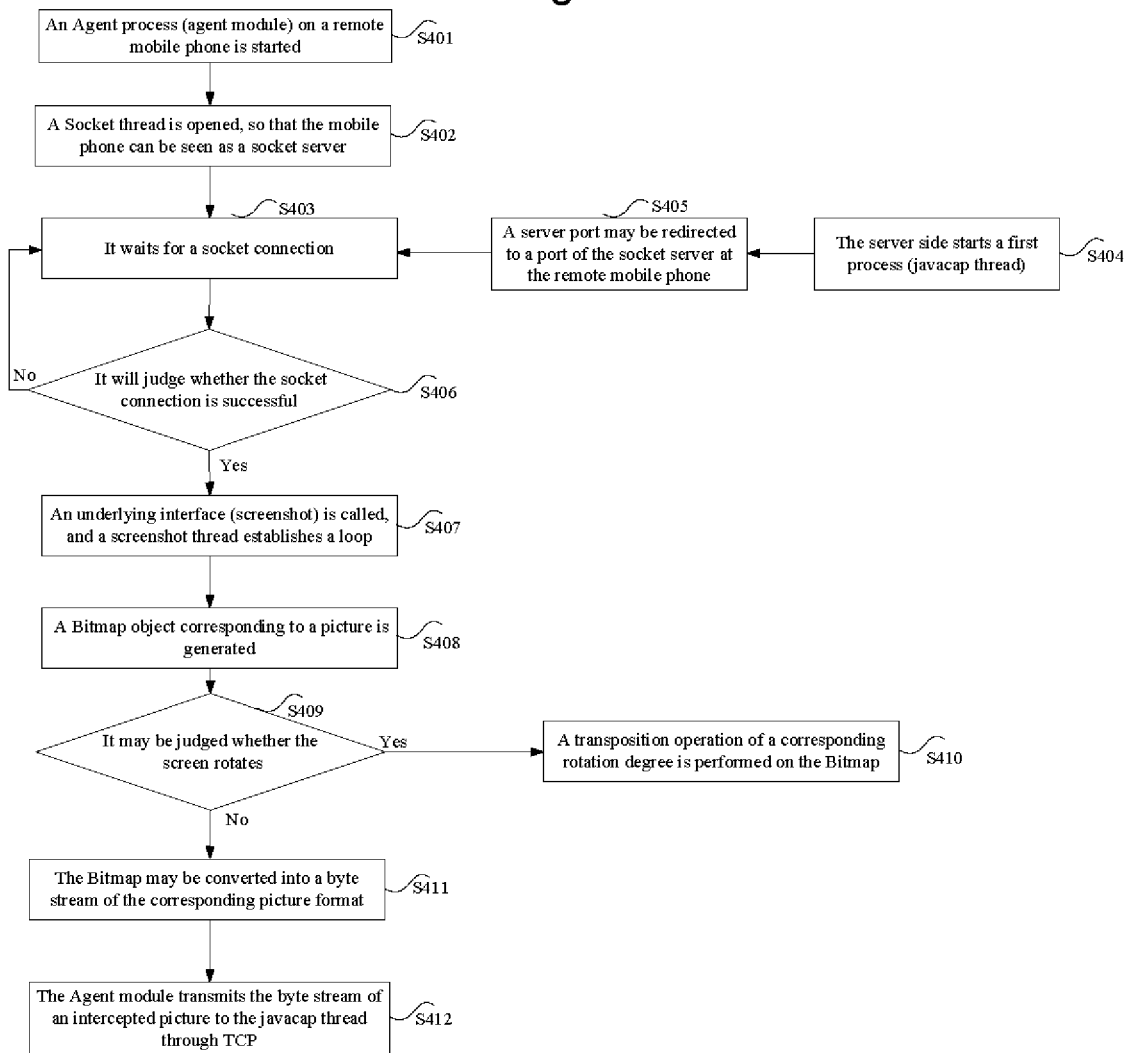 An Agent process (agent module) on a remote
mobile phone is started
S401
A Socket thread is opened, so that the mobile
phone can be seen as a socket server
S402
S403
It waits for a socket connection
S405
A server port may be redirected
to a port of the socket server at
the remote mobile phone
The server side starts a first
process (javacap thread)
S404
No
It will judge whether the socket
connection is successful
S406
Yes
An underlying interface (screenshot) is called,
and a screenshot thread establishes a loop
S407
A Bitmap object corresponding to a picture is
generated
S408
S409
It may be judged whether the
screen rotates
Yes
A transposition operation of a corresponding
rotation degree is performed on the Bitmap
S410
No
The Bitmap may be converted into a byte
stream of the corresponding picture format
S411
The Agent module transmits the byte stream of
an intercepted picture to the javacap thread
through TCP
S412